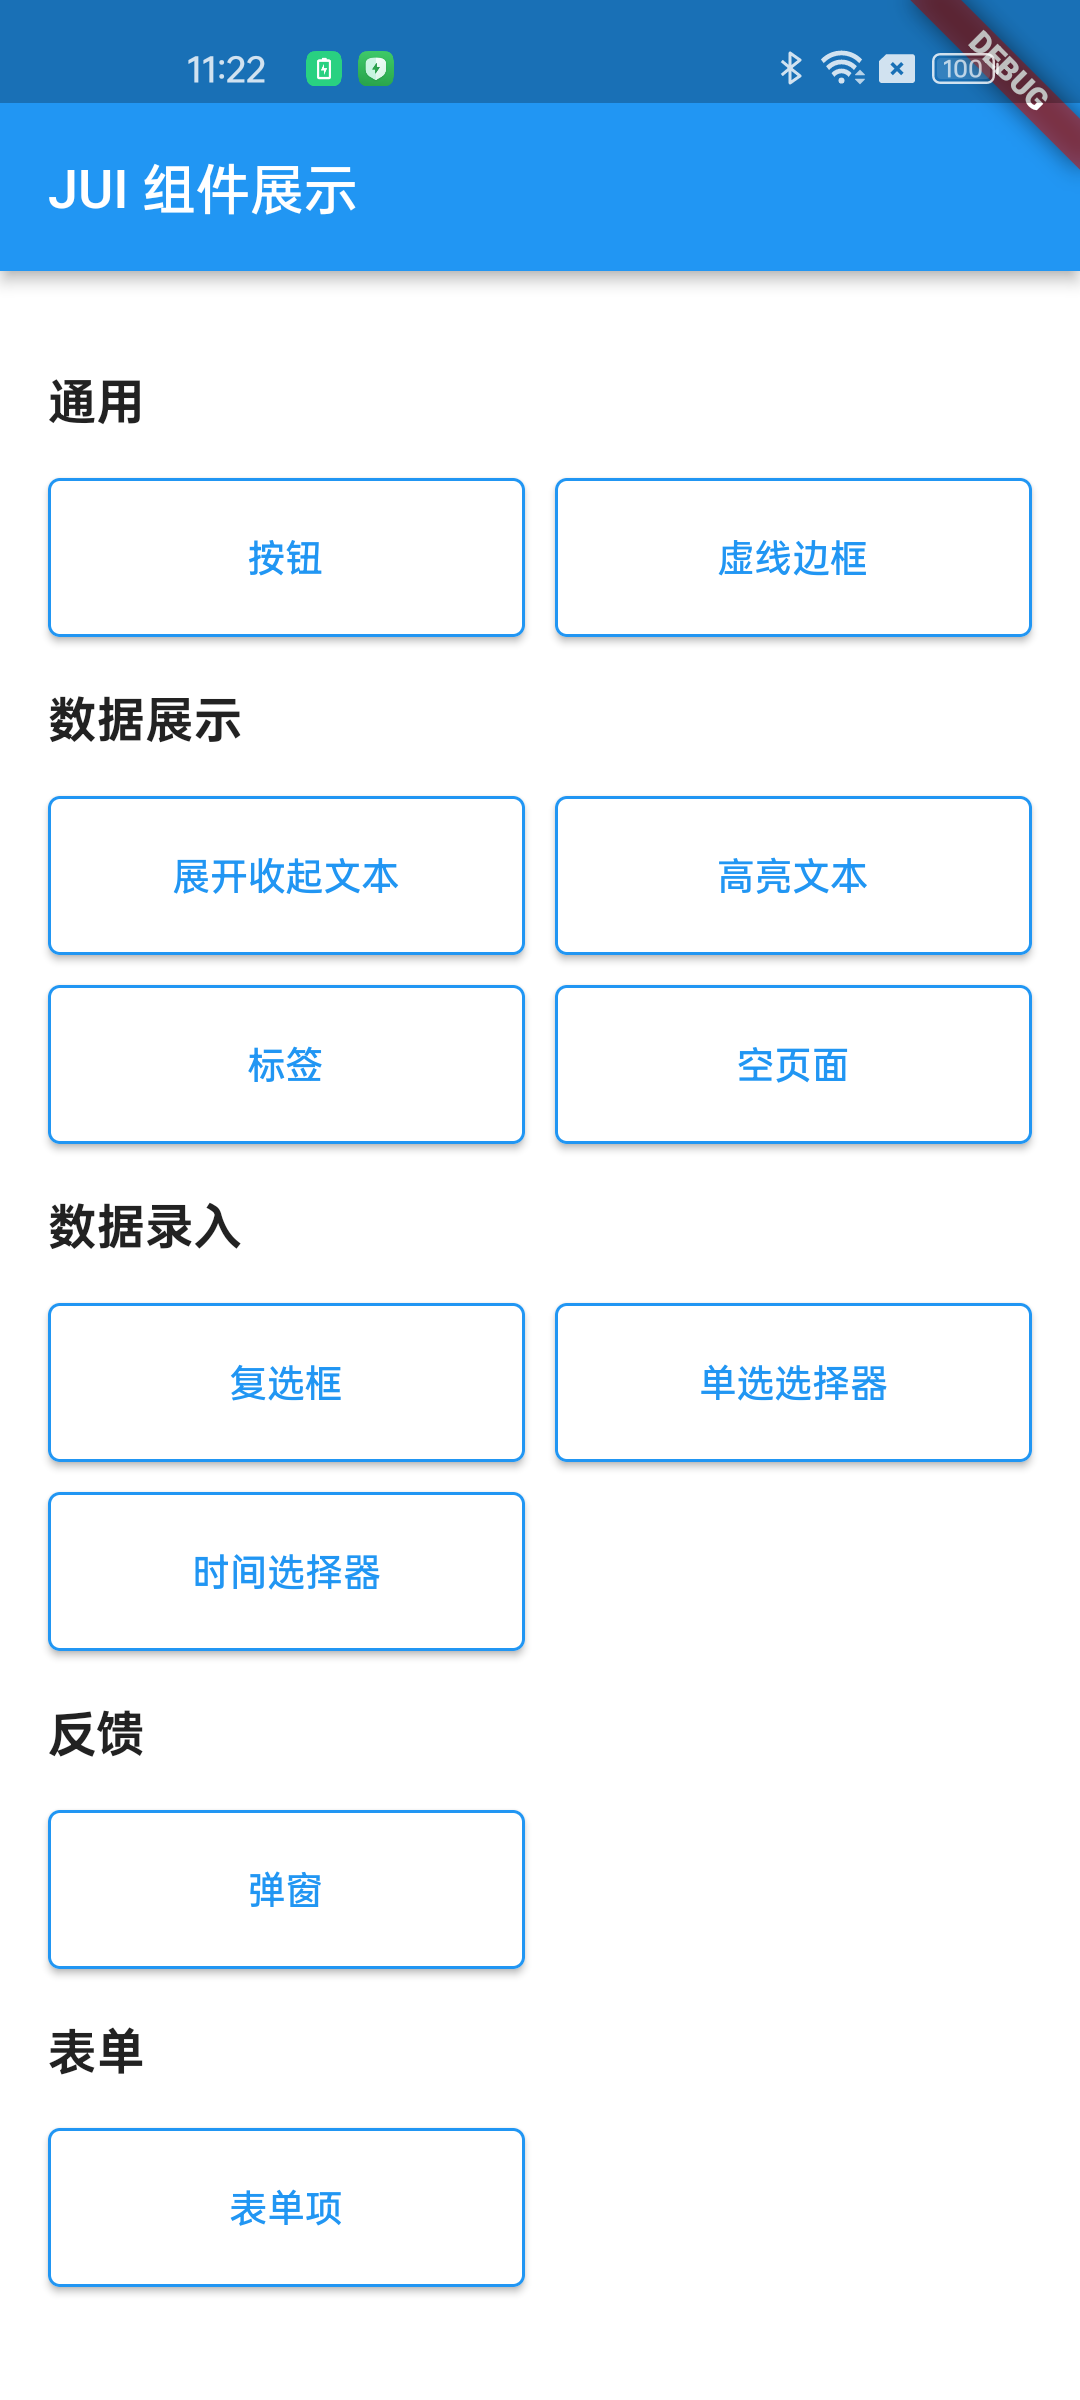 11:22
100
DEBUG
JUI 组件展示
通用
按钮
虚线边框
数据展示
展开收起文本
高亮文本
标签
空页面
数据录入
复选框
单选选择器
时间选择器
反馈
弹窗
表单
表单项